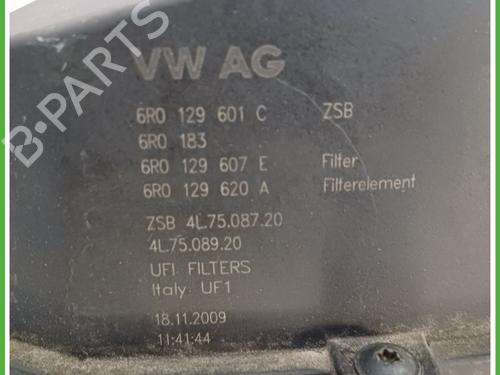 VW AG
6R0 129 601 C ZSB
6R0 183
6R0 129 607 E Filter
6R0 129 620 A Filterelement
ZSB 4L.75.087.20
4L.75.089.20
UFI FILTERS
Italy UF1
18.11.2009
11:41:44